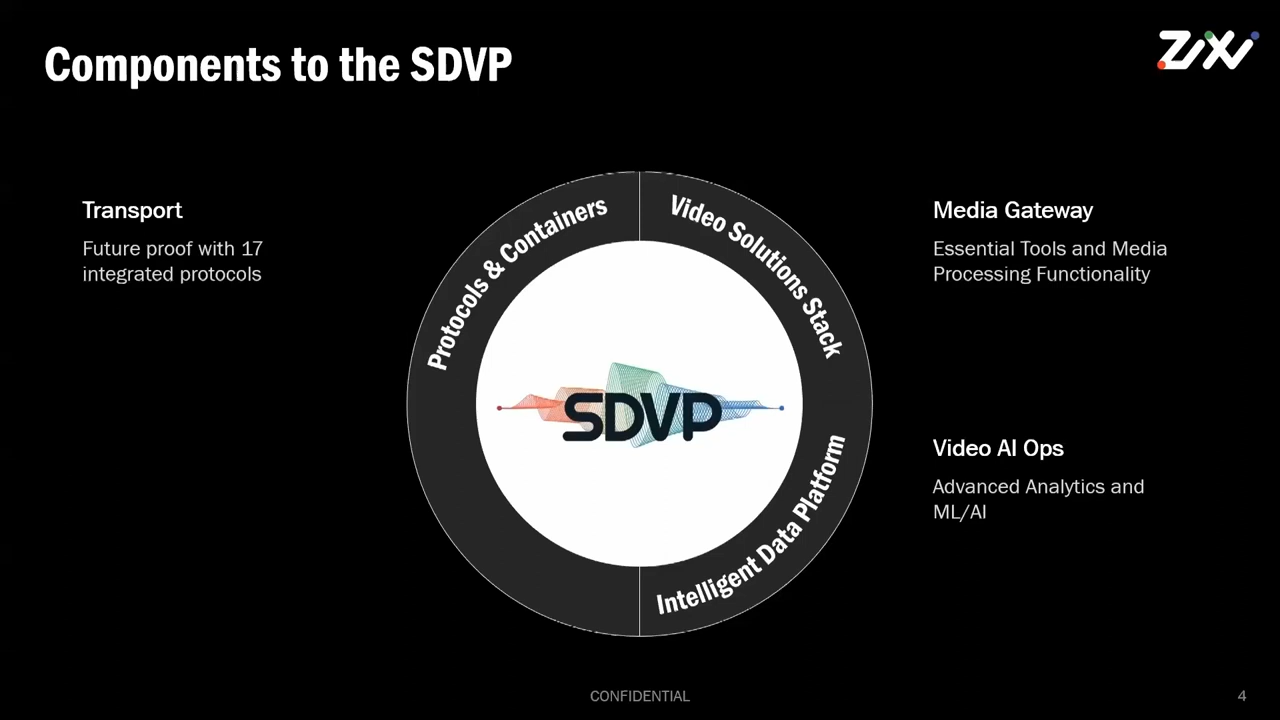 Components to the SDVP
ZiXi
Transport
Future proof with 17
integrated protocols
Protocols & Containers
Video Solutions Stack
Media Gateway
Essential Tools and Media
Processing Functionality
SDVP
Video AI Ops
Advanced Analytics and
ML/AI
Intelligent Data Platform
CONFIDENTIAL
4